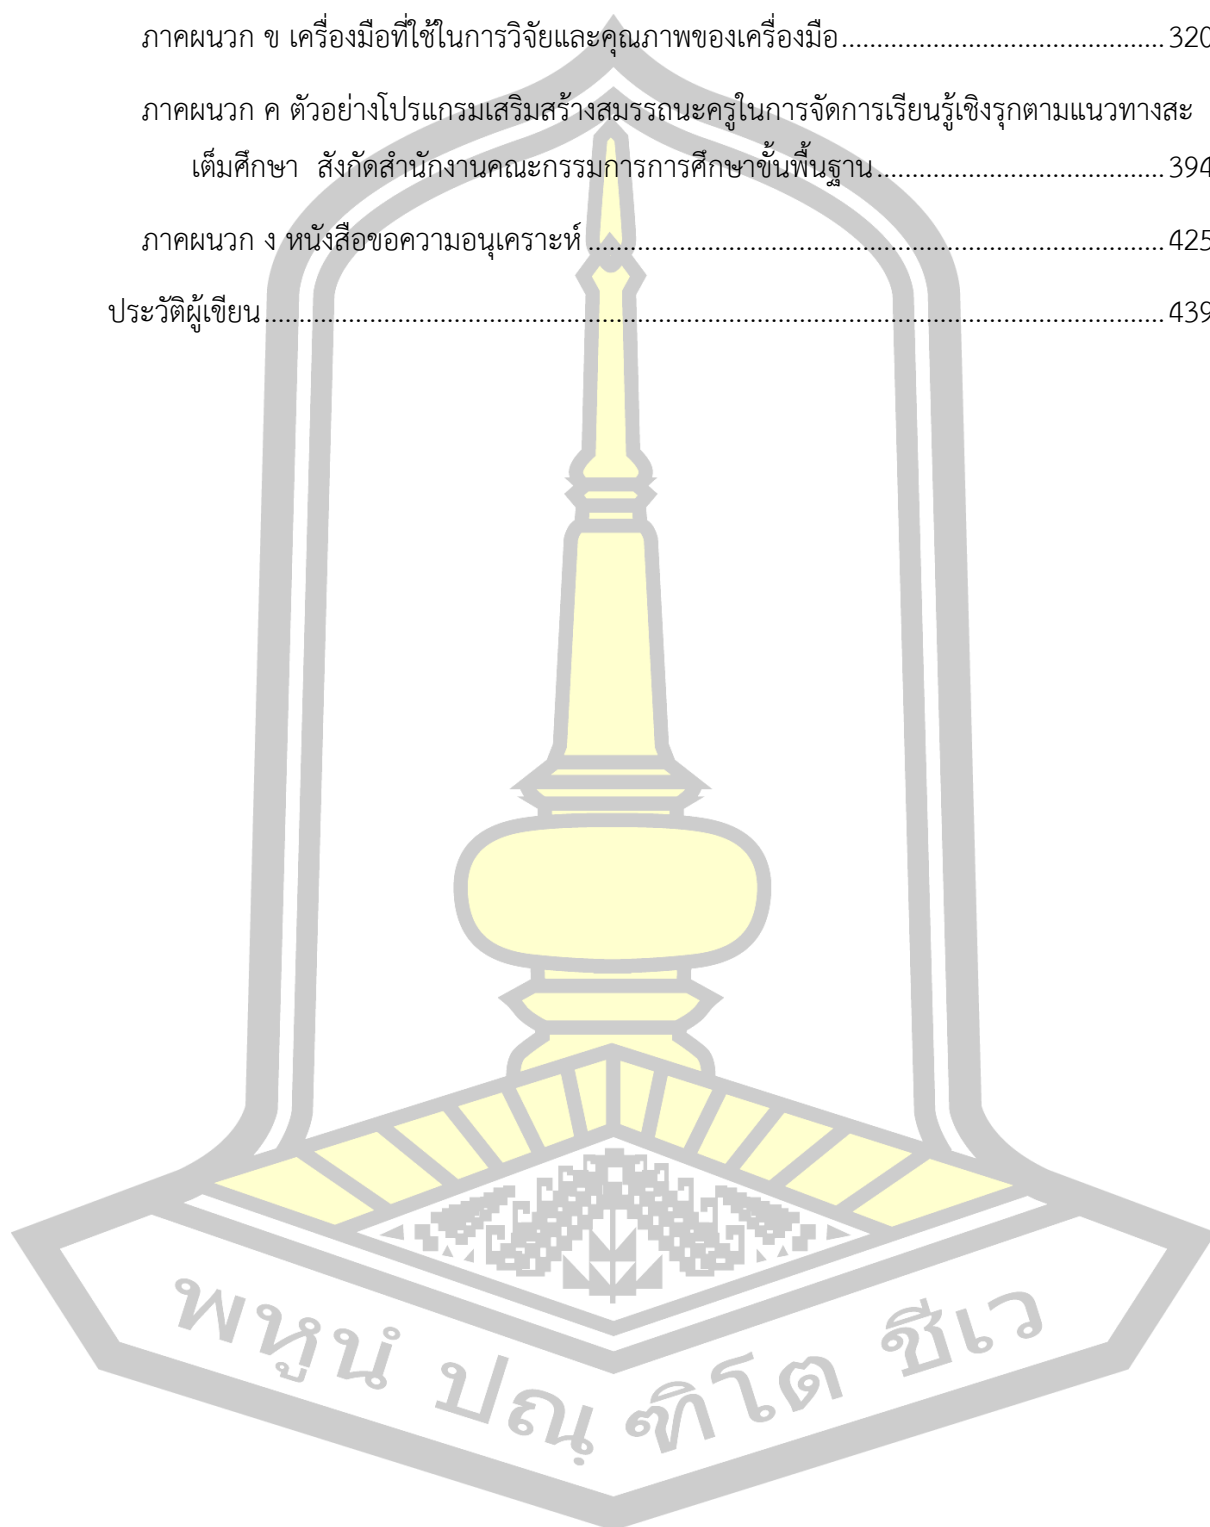 ภาคผนวก ข เครื่องมือที่ใช้ในการวิจัยและคุณภาพของเครื่องมือ.............................................. 320
ภาคผนวก ค ตัวอย่างโปรแกรมเสริมสร้างสมรรถนะครูในการจัดการเรียนรู้เชิงรุกตามแนวทางสะ
เต็มศึกษา สังกัดสำนักงานคณะกรรมการการศึกษาขั้นพื้นฐาน......................................... 394
ภาคผนวก ง หนังสือขอความอนุเคราะห์.................................................................................. 425
ประวัติผู้เขียน................................................................................................................................ 439
พหูนํ ปณฺฑิโต ชีเว